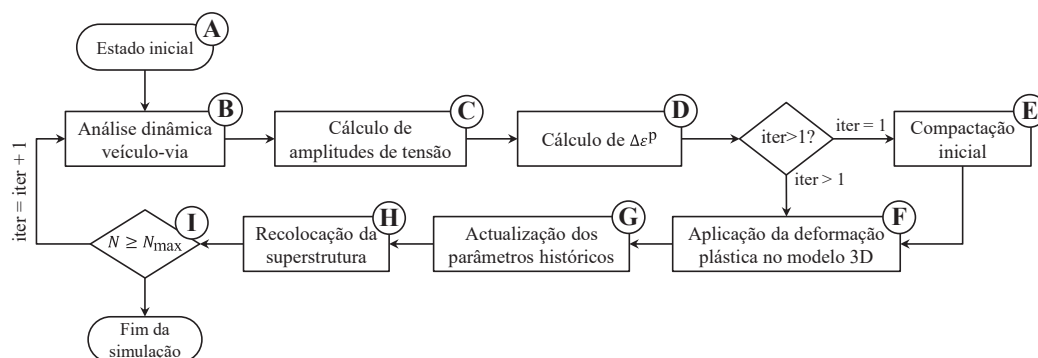 A
Estado inicial
B
Análise dinâmica
veículo-via
C
Cálculo de
amplitudes de tensão
D
Cálculo de Δεᵖ
iter>1?
iter = 1
iter > 1
E
Compactação
inicial
F
Aplicação da deformação
plástica no modelo 3D
G
Actualização dos
parâmetros históricos
H
Recolocação da
superstrutura
I
N ≥ Nmax
iter = iter + 1
Fim da
simulação